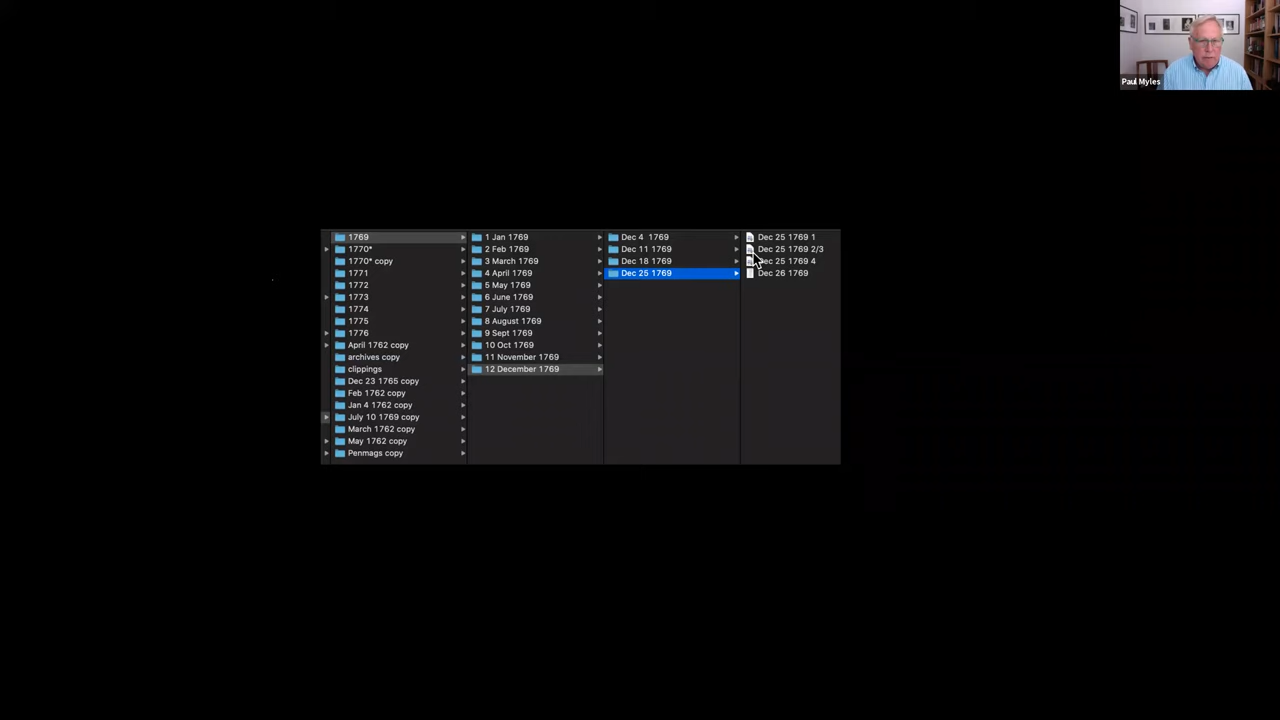 Paul Myles
1769
1770*
1770* copy
1771
1772
1773
1774
1775
1776
April 1762 copy
archives copy
clippings
Dec 23 1765 copy
Feb 1762 copy
Jan 4 1762 copy
July 10 1769 copy
March 1762 copy
May 1762 copy
Penmags copy
1 Jan 1769
2 Feb 1769
3 March 1769
4 April 1769
5 May 1769
6 June 1769
7 July 1769
8 August 1769
9 Sept 1769
10 Oct 1769
11 November 1769
12 December 1769
Dec 4 1769
Dec 11 1769
Dec 18 1769
Dec 25 1769
Dec 25 1769 1
Dec 25 1769 2/3
Dec 25 1769 4
Dec 26 1769